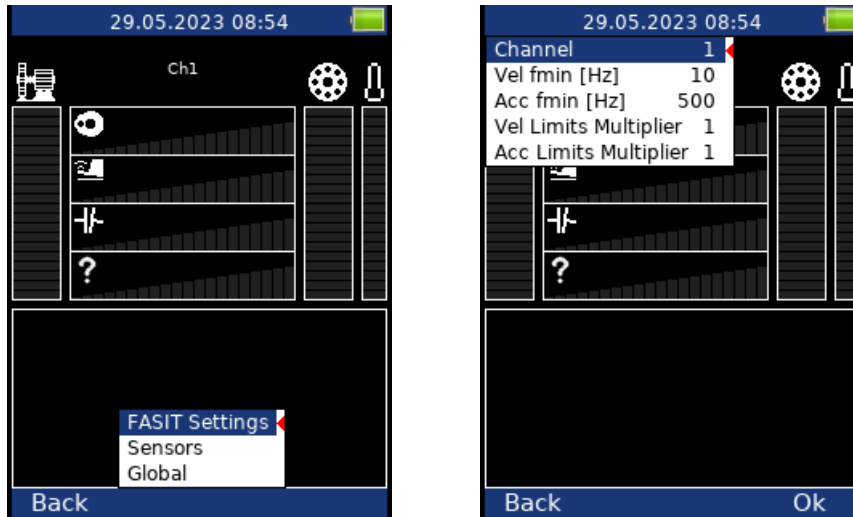 29.05.2023 08:54
Ch1
?
FASIT Settings
Sensors
Global
Back
29.05.2023 08:54
Channel 1
Vel fmin [Hz] 10
Acc fmin [Hz] 500
Vel Limits Multiplier 1
Acc Limits Multiplier 1
?
Back Ok